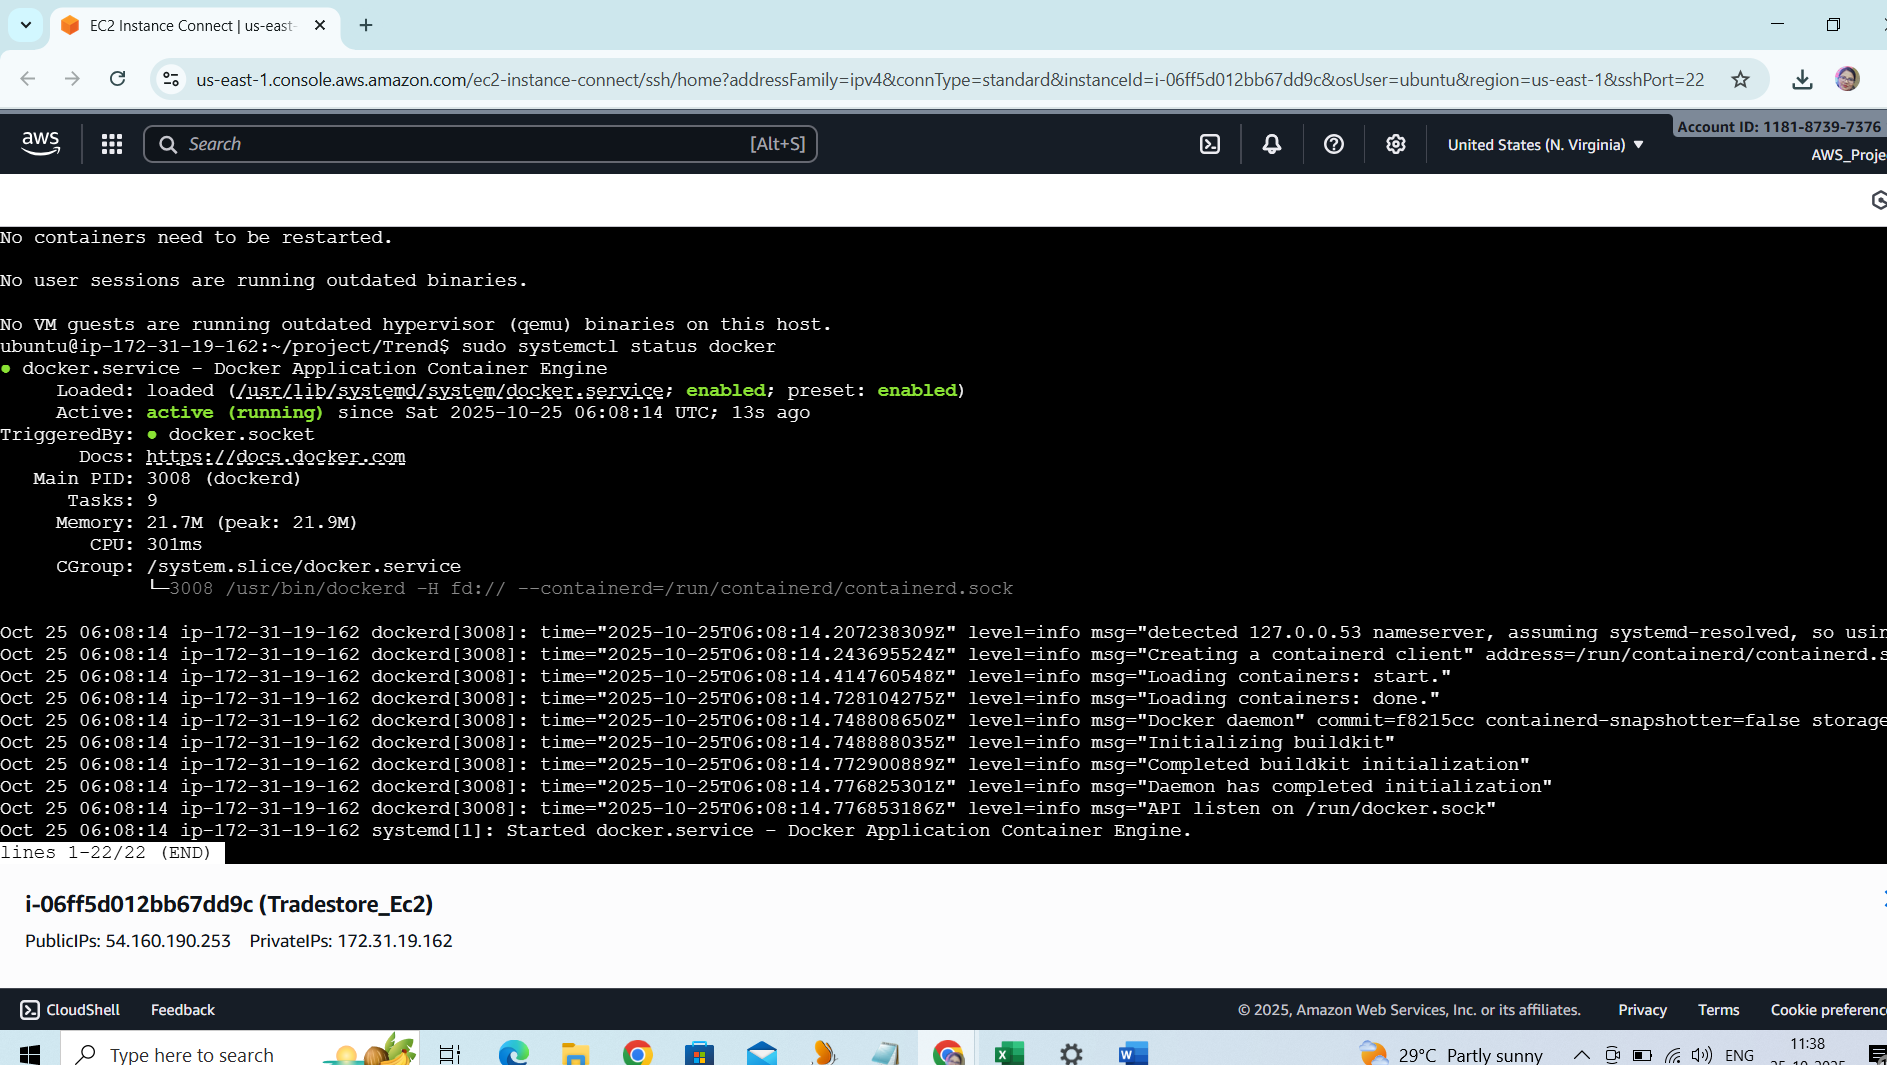 EC2 Instance Connect | us-east-
us-east-1.console.aws.amazon.com/ec2-instance-connect/ssh/home?addressFamily=ipv4&connType=standard&instanceId=i-06ff5d012bb67dd9c&osUser=ubuntu&region=us-east-1&sshPort=22
aws
Search
[Alt+S]
United States (N. Virginia)
Account ID: 1181-8739-7376
AWS_Proje
No containers need to be restarted.
No user sessions are running outdated binaries.
No VM guests are running outdated hypervisor (qemu) binaries on this host.
ubuntu@ip-172-31-19-162:~/project/Trend$ sudo systemctl status docker
● docker.service - Docker Application Container Engine
Loaded: loaded (/usr/lib/systemd/system/docker.service; enabled; preset: enabled)
Active: active (running) since Sat 2025-10-25 06:08:14 UTC; 13s ago
TriggeredBy: ● docker.socket
Docs: https://docs.docker.com
Main PID: 3008 (dockerd)
Tasks: 9
Memory: 21.7M (peak: 21.9M)
CPU: 301ms
CGroup: /system.slice/docker.service
└─3008 /usr/bin/dockerd -H fd:// --containerd=/run/containerd/containerd.sock
Oct 25 06:08:14 ip-172-31-19-162 dockerd[3008]: time="2025-10-25T06:08:14.207238309Z" level=info msg="detected 127.0.0.53 nameserver, assuming systemd-resolved, so usin
Oct 25 06:08:14 ip-172-31-19-162 dockerd[3008]: time="2025-10-25T06:08:14.243695524Z" level=info msg="Creating a containerd client" address=/run/containerd/containerd.s
Oct 25 06:08:14 ip-172-31-19-162 dockerd[3008]: time="2025-10-25T06:08:14.414760548Z" level=info msg="Loading containers: start."
Oct 25 06:08:14 ip-172-31-19-162 dockerd[3008]: time="2025-10-25T06:08:14.728104275Z" level=info msg="Loading containers: done."
Oct 25 06:08:14 ip-172-31-19-162 dockerd[3008]: time="2025-10-25T06:08:14.748808650Z" level=info msg="Docker daemon" commit=f8215cc containerd-snapshotter=false storage
Oct 25 06:08:14 ip-172-31-19-162 dockerd[3008]: time="2025-10-25T06:08:14.748888035Z" level=info msg="Initializing buildkit"
Oct 25 06:08:14 ip-172-31-19-162 dockerd[3008]: time="2025-10-25T06:08:14.772900889Z" level=info msg="Completed buildkit initialization"
Oct 25 06:08:14 ip-172-31-19-162 dockerd[3008]: time="2025-10-25T06:08:14.776825301Z" level=info msg="Daemon has completed initialization"
Oct 25 06:08:14 ip-172-31-19-162 dockerd[3008]: time="2025-10-25T06:08:14.776853186Z" level=info msg="API listen on /run/docker.sock"
Oct 25 06:08:14 ip-172-31-19-162 systemd[1]: Started docker.service - Docker Application Container Engine.
lines 1-22/22 (END)
i-06ff5d012bb67dd9c (Tradestore_Ec2)
PublicIPs: 54.160.190.253 PrivateIPs: 172.31.19.162
CloudShell
Feedback
© 2025, Amazon Web Services, Inc. or its affiliates.
Privacy
Terms
Cookie preferenc
Type here to search
29°C Partly sunny
ENG
11:38